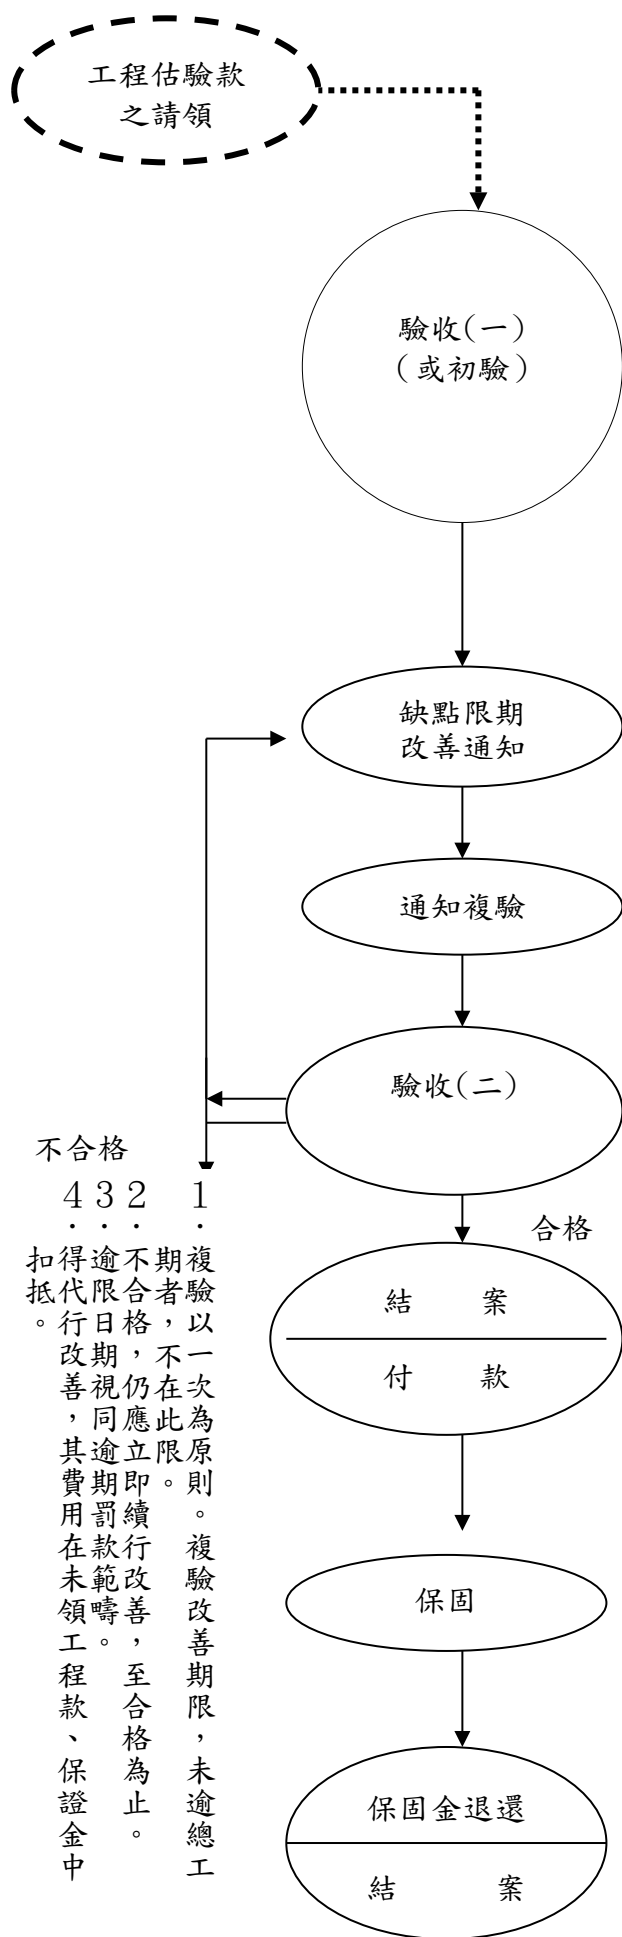 工程估驗款
之請領
驗收(一)
(或初驗)
缺點限期
改善通知
通知複驗
驗收(二)
不合格
1.複驗以一次為原則。複驗改善期限，未逾總工
期者，不在此限。
2.不合格，仍應立即續行改善，至合格為止。
3.逾限日期視同逾期罰款範疇。
4.得代行改善，其費用在未領工程款、保證金中
扣抵。
合格
結 案
付 款
保固
保固金退還
結 案